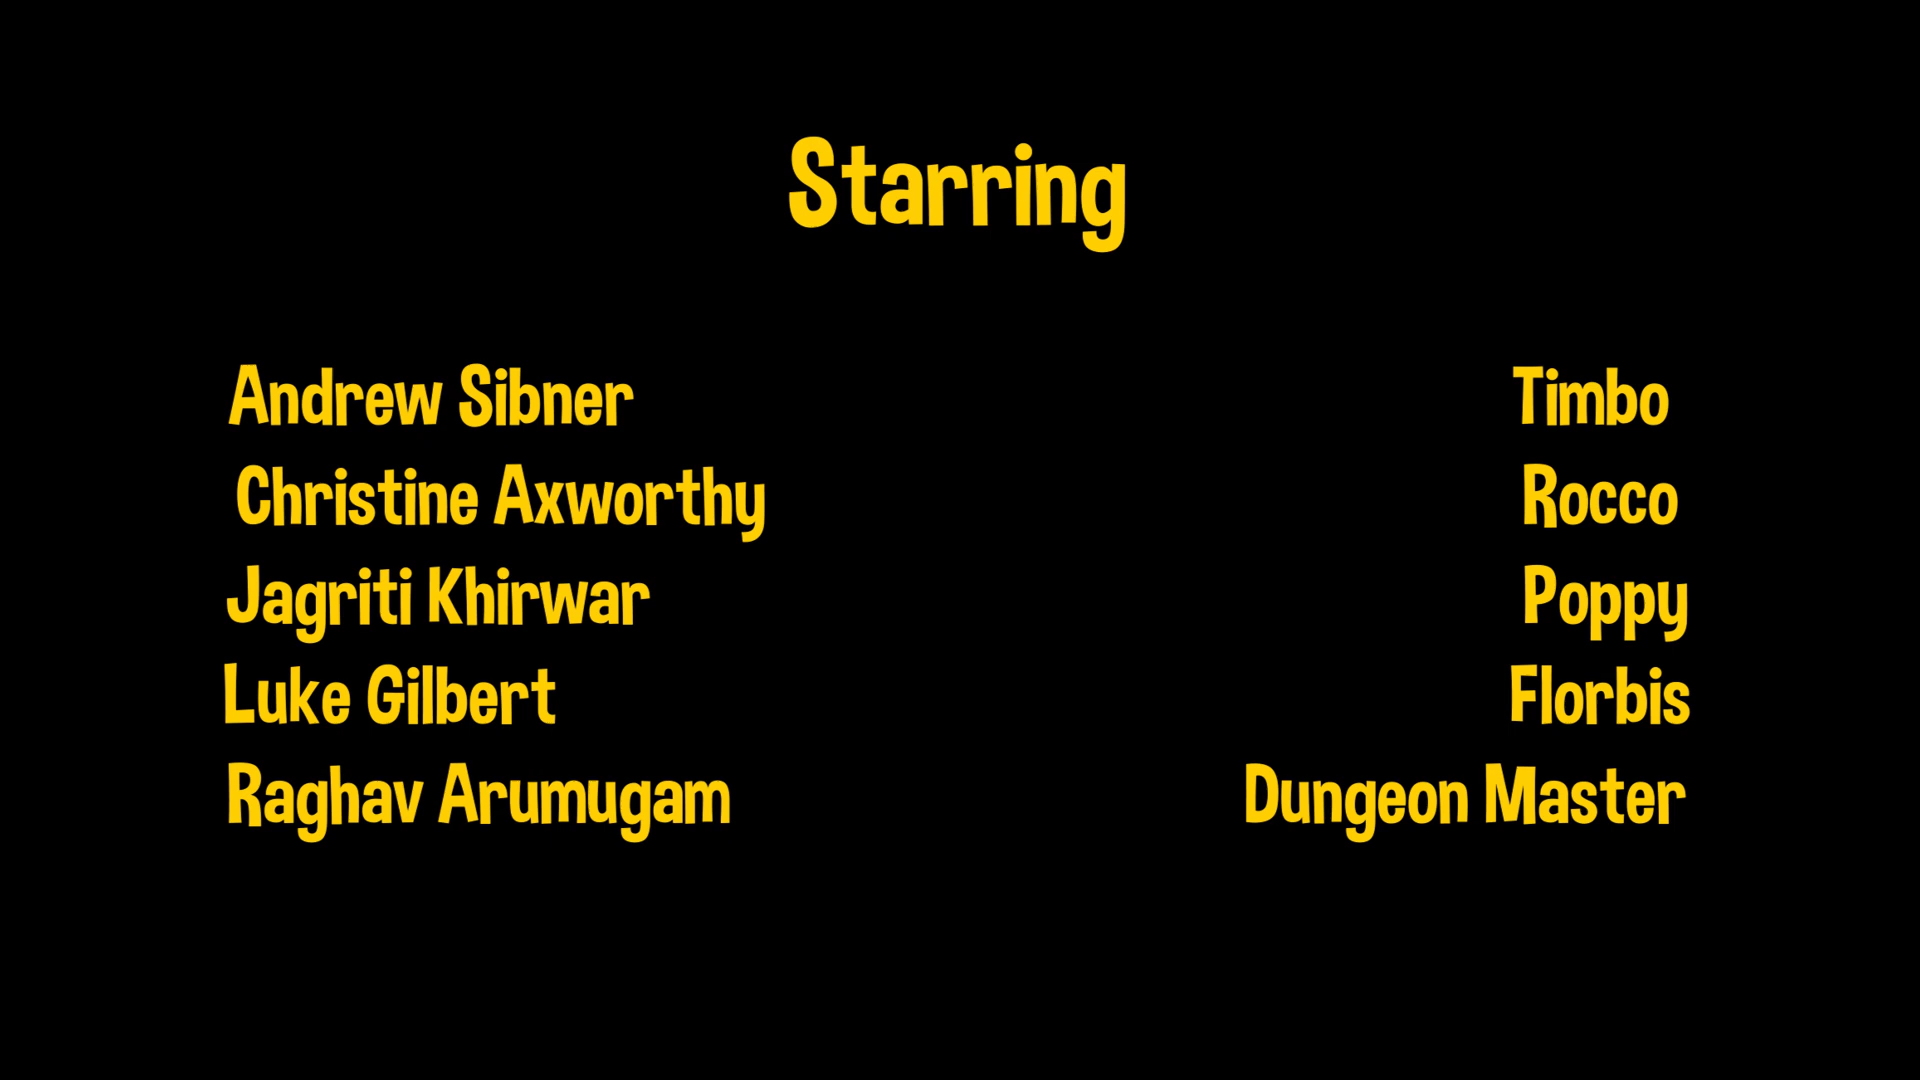 Starring
Andrew Sibner Timbo
Christine Axworthy Rocco
Jagriti Khirwar Poppy
Luke Gilbert Florbis
Raghav Arumugam Dungeon Master